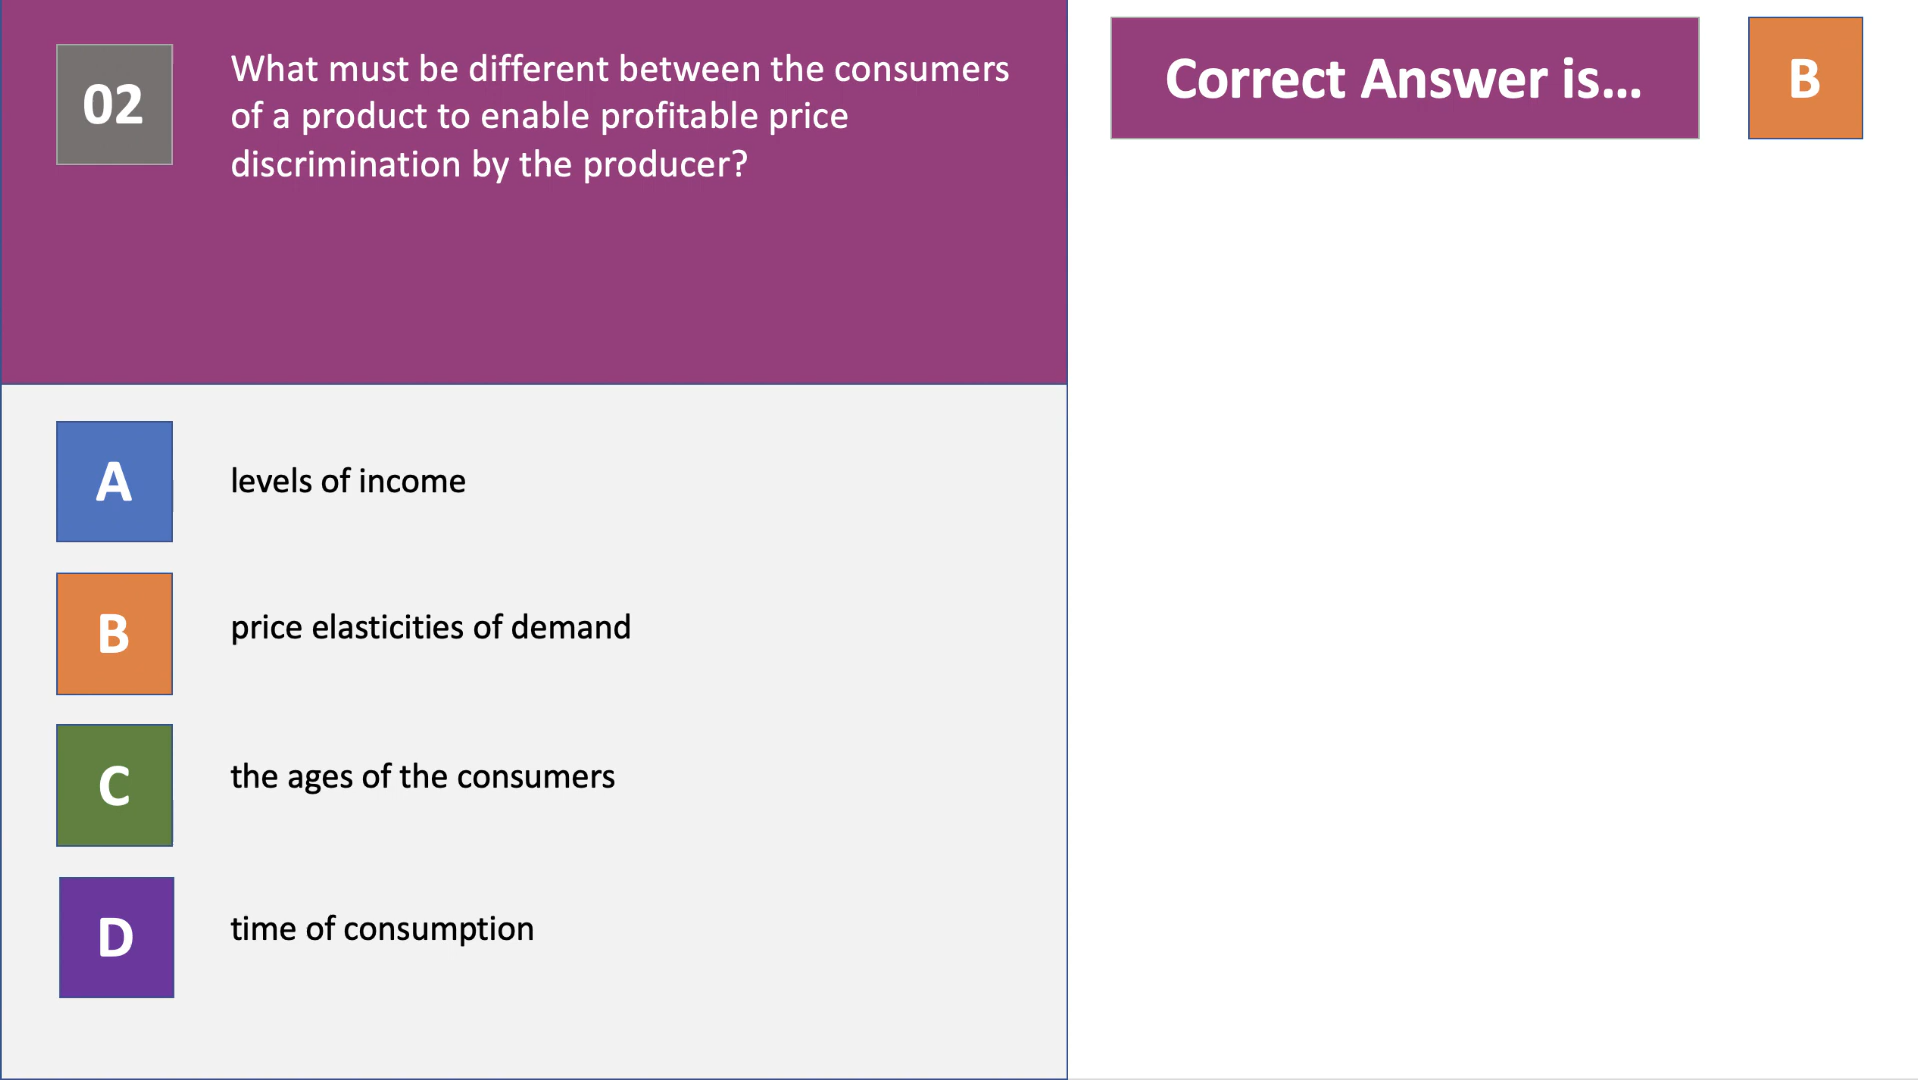 02
What must be different between the consumers
of a product to enable profitable price
discrimination by the producer?
A
levels of income
B
price elasticities of demand
C
the ages of the consumers
D
time of consumption
Correct Answer is...
B